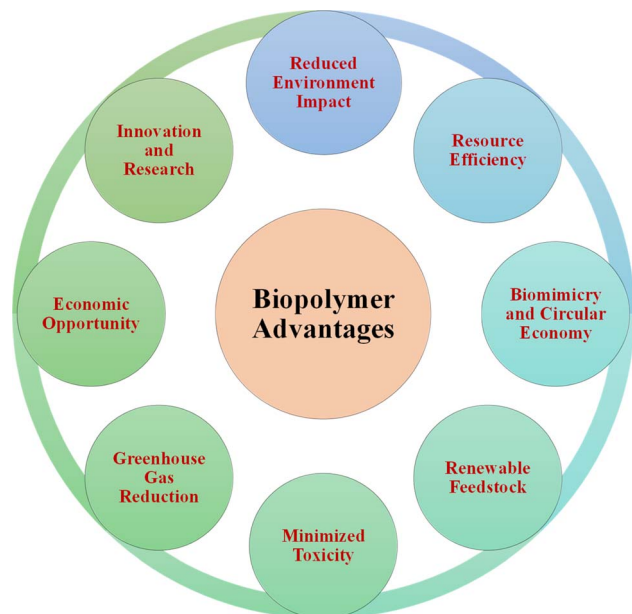 Reduced
Environment
Impact
Resource
Efficiency
Biomimicry
and Circular
Economy
Renewable
Feedstock
Minimized
Toxicity
Greenhouse
Gas
Reduction
Economic
Opportunity
Innovation
and
Research
Biopolymer
Advantages